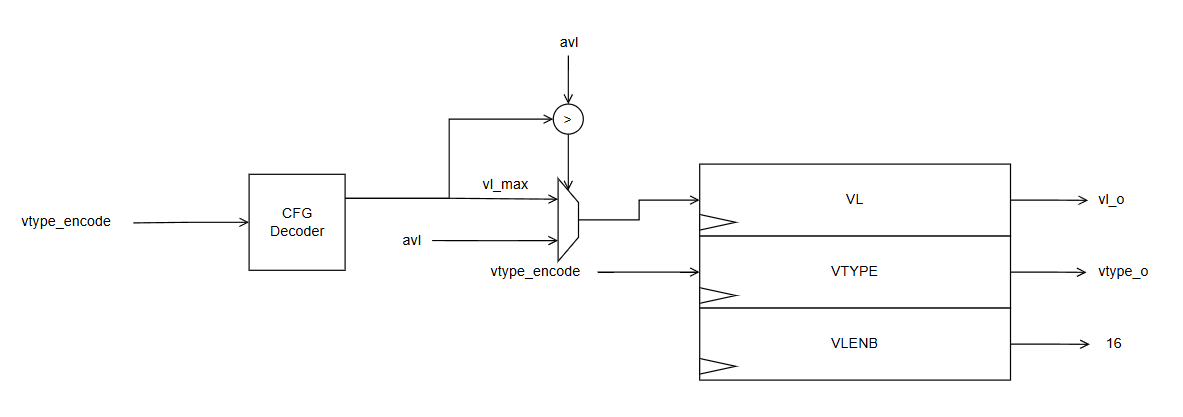 avl
>
vl_max
CFG
Decoder
vtype_encode
avl
vtype_encode
VL
vl_o
VTYPE
vtype_o
VLENB
16